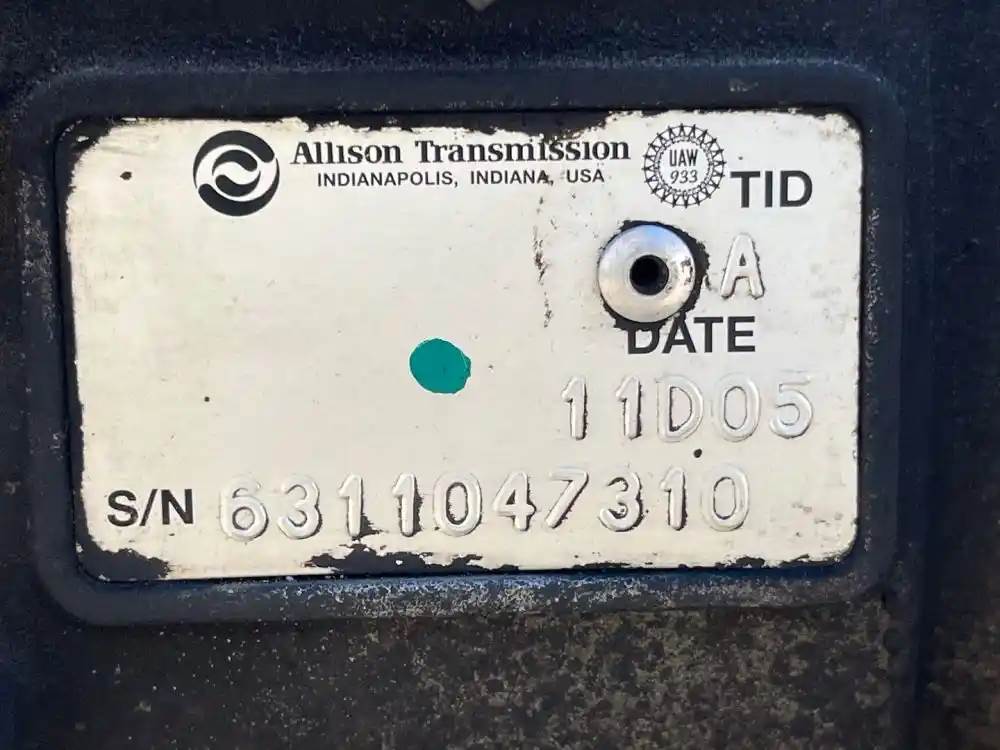 Allison Transmission
INDIANAPOLIS, INDIANA, USA
UAW
933
TID
A
DATE
11D05
S/N 6311047310